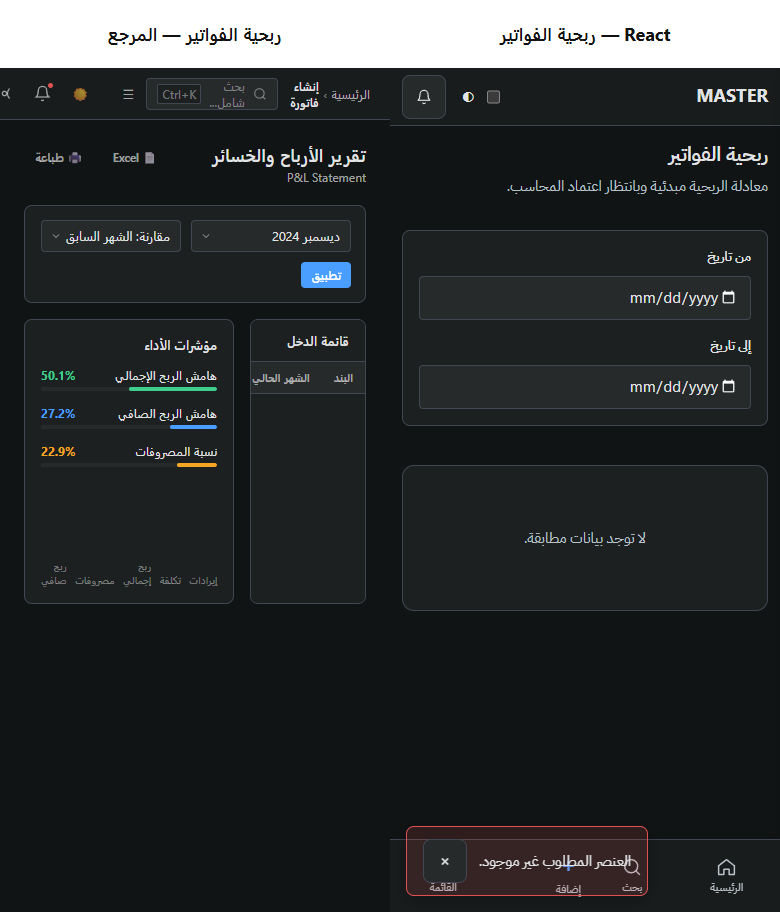 ربحية الفواتير — React
ربحية الفواتير — المرجع
MASTER
ربحية الفواتير
معادلة الربحية مبدئية وبانتظار اعتماد المحاسب.
من تاريخ
mm/dd/yyyy
إلى تاريخ
mm/dd/yyyy
لا توجد بيانات مطابقة.
العنصر المطلوب غير موجود.
×
الرئيسية
بحث
إضافة
القائمة
الرئيسية › إنشاء فاتورة
بحث شامل...
Ctrl+K
تقرير الأرباح والخسائر
P&L Statement
Excel
طباعة
ديسمبر 2024
مقارنة: الشهر السابق
تطبيق
قائمة الدخل
البند الشهر الحالي
مؤشرات الأداء
هامش الربح الإجمالي 50.1%
هامش الربح الصافي 27.2%
نسبة المصروفات 22.9%
إيرادات
تكلفة
ربح إجمالي
مصروفات
ربح صافي